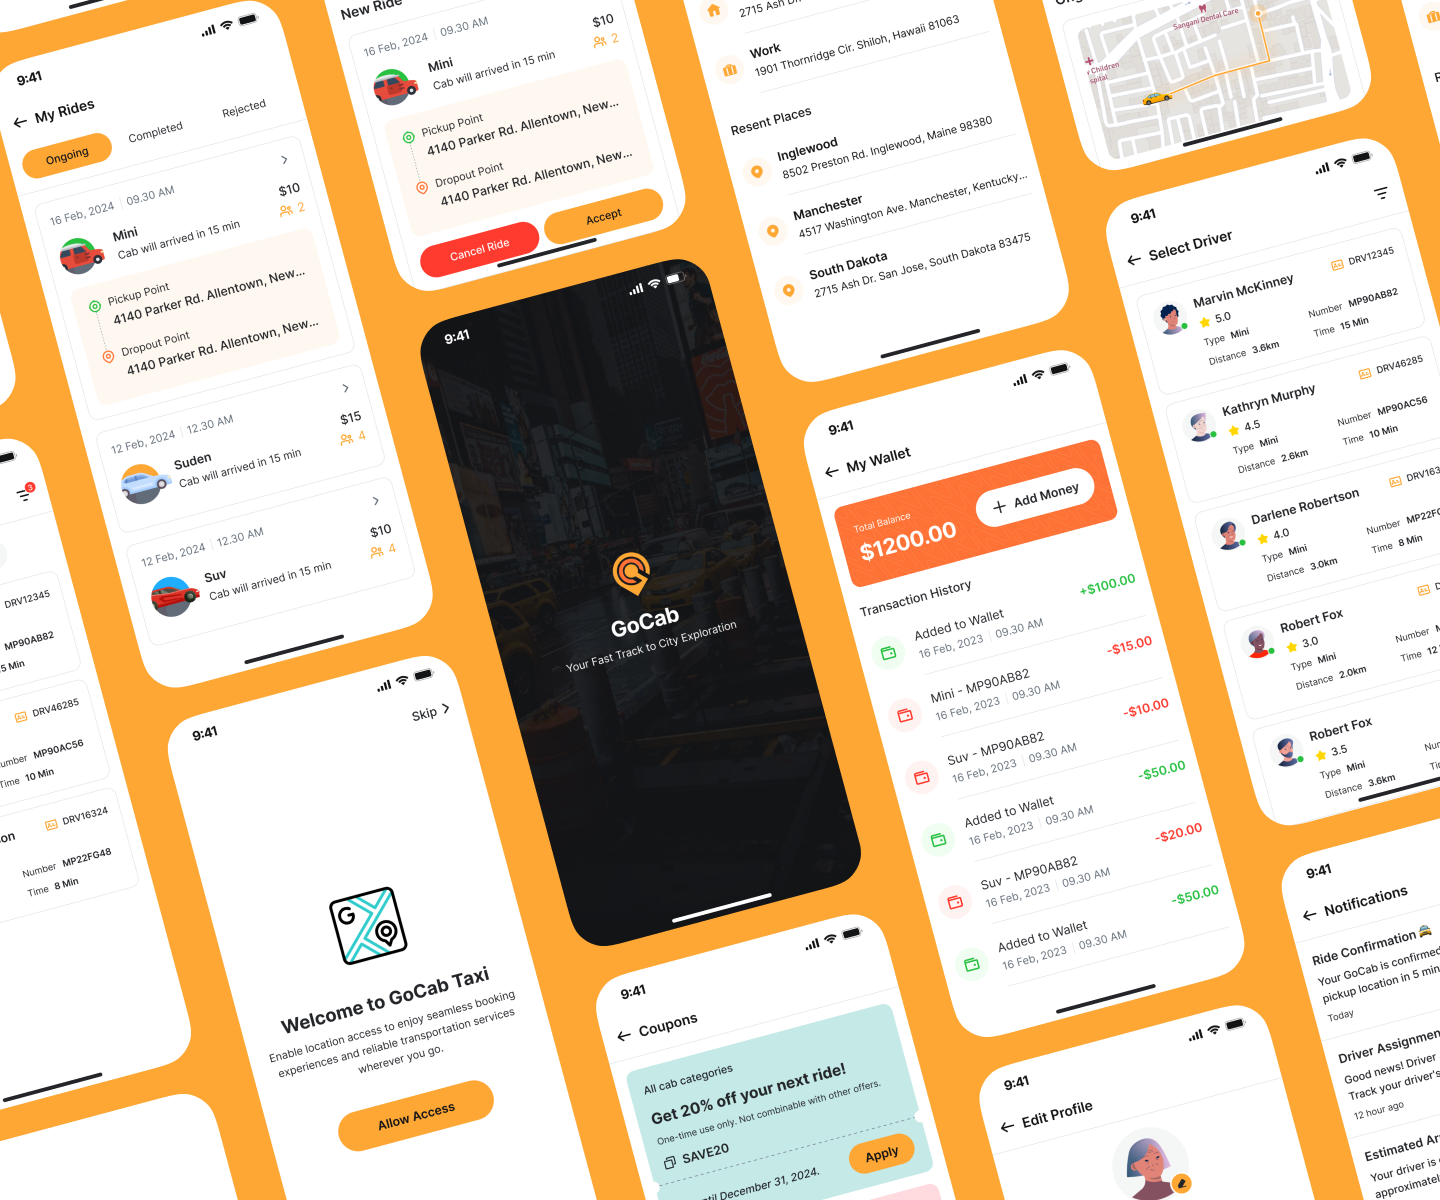 9:41
My Rides
Ongoing
Completed
Rejected
16 Feb, 2024 | 09.30 AM
Mini
Cab will arrived in 15 min
$10
2
Pickup Point
4140 Parker Rd. Allentown, New...
Dropout Point
4140 Parker Rd. Allentown, New...
12 Feb, 2024 | 12.30 AM
Suden
Cab will arrived in 15 min
$15
4
12 Feb, 2024 | 12.30 AM
Suv
Cab will arrived in 15 min
$10
4
New Ride
16 Feb, 2024 | 09.30 AM
Mini
Cab will arrived in 15 min
$10
2
Pickup Point
4140 Parker Rd. Allentown, New...
Dropout Point
4140 Parker Rd. Allentown, New...
Cancel Ride
Accept
2715 Ash Dr.
Work
1901 Thornridge Cir. Shiloh, Hawaii 81063
Resent Places
Inglewood
8502 Preston Rd. Inglewood, Maine 98380
Manchester
4517 Washington Ave. Manchester, Kentucky...
South Dakota
2715 Ash Dr. San Jose, South Dakota 83475
Sangani Dental Care
Children
9:41
Select Driver
Marvin McKinney
DRV12345
5.0
Type Mini
Number MP90AB82
Distance 3.6km
Time 15 Min
Kathryn Murphy
DRV46285
4.5
Type Mini
Number MP90AC56
Distance 2.6km
Time 10 Min
Darlene Robertson
DRV163
4.0
Type Mini
Number MP22FG
Distance 3.0km
Time 8 Min
Robert Fox
3.0
Type Mini
Number
Distance 2.0km
Time 12
Robert Fox
3.5
Type Mini
Distance 3.6km
3
DRV12345
MP90AB82
5 Min
DRV46285
Number MP90AC56
Time 10 Min
son
DRV16324
Number MP22FG48
Time 8 Min
9:41
GoCab
Your Fast Track to City Exploration
9:41
Skip
Welcome to GoCab Taxi
Enable location access to enjoy seamless booking
experiences and reliable transportation services
wherever you go.
Allow Access
9:41
My Wallet
Total Balance
$1200.00
Add Money
Transaction History
Added to Wallet
16 Feb, 2023 | 09.30 AM
+$100.00
Mini - MP90AB82
16 Feb, 2023 | 09.30 AM
-$15.00
Suv - MP90AB82
16 Feb, 2023 | 09.30 AM
-$10.00
Added to Wallet
16 Feb, 2023 | 09.30 AM
-$50.00
Suv - MP90AB82
16 Feb, 2023 | 09.30 AM
-$20.00
Added to Wallet
16 Feb, 2023 | 09.30 AM
-$50.00
9:41
Coupons
All cab categories
Get 20% off your next ride!
One-time use only. Not combinable with other offers.
SAVE20
December 31, 2024.
Apply
9:41
Edit Profile
9:41
Notifications
Ride Confirmation
Your GoCab is confirmed
pickup location in 5 min
Today
Driver Assignmen
Good news! Driver
Track your driver's
12 hour ago
Estimated Ar
Your driver is
approximatel